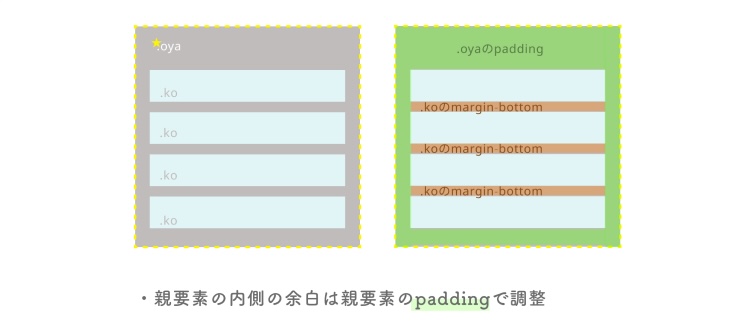 ★.oya
.ko
.ko
.ko
.ko
.oyaのpadding
.koのmargin-bottom
.koのmargin-bottom
.koのmargin-bottom
・親要素の内側の余白は親要素のpaddingで調整